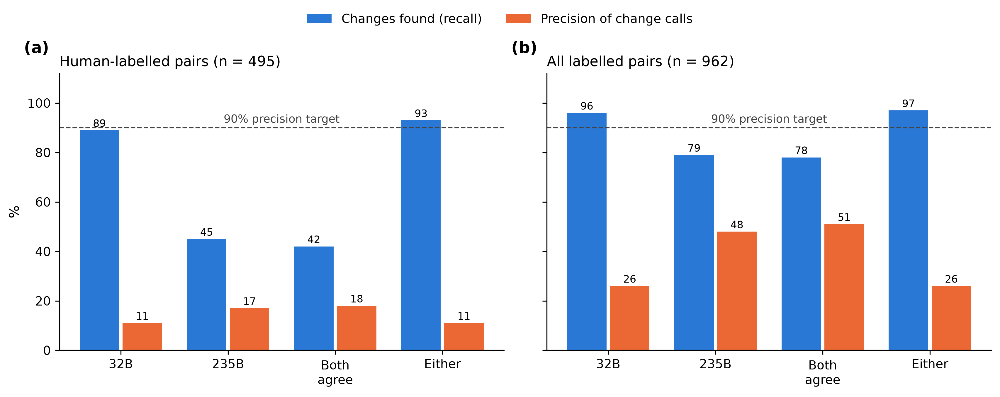 Changes found (recall)
Precision of change calls
(a)
Human-labelled pairs (n = 495)
%
100
80
60
40
20
0
90% precision target
89
11
45
17
42
18
93
11
32B
235B
Both
agree
Either
(b)
All labelled pairs (n = 962)
90% precision target
96
26
79
48
78
51
97
26
32B
235B
Both
agree
Either